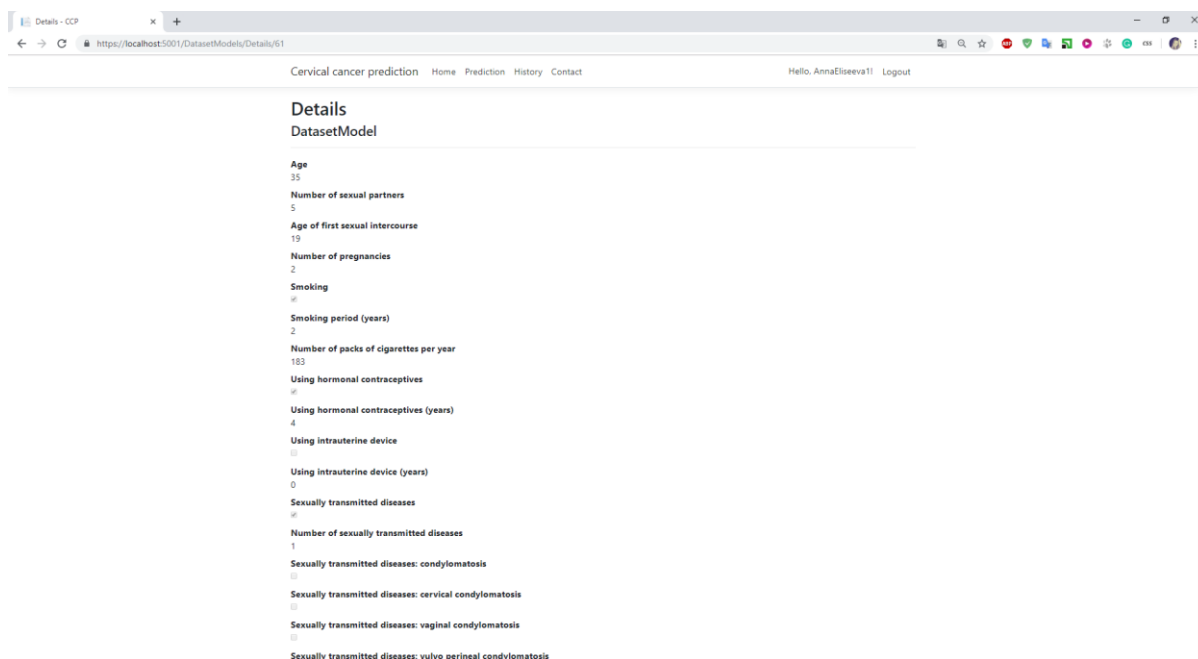 Details - CCP
https://localhost:5001/DatasetModels/Details/61
Cervical cancer prediction Home Prediction History Contact Hello, AnnaEliseeva1! Logout
Details
DatasetModel
Age
35
Number of sexual partners
5
Age of first sexual intercourse
19
Number of pregnancies
2
Smoking
Smoking period (years)
2
Number of packs of cigarettes per year
183
Using hormonal contraceptives
Using hormonal contraceptives (years)
4
Using intrauterine device
Using intrauterine device (years)
0
Sexually transmitted diseases
Number of sexually transmitted diseases
1
Sexually transmitted diseases: condylomatosis
Sexually transmitted diseases: cervical condylomatosis
Sexually transmitted diseases: vaginal condylomatosis
Sexually transmitted diseases: vulvo perineal condylomatosis